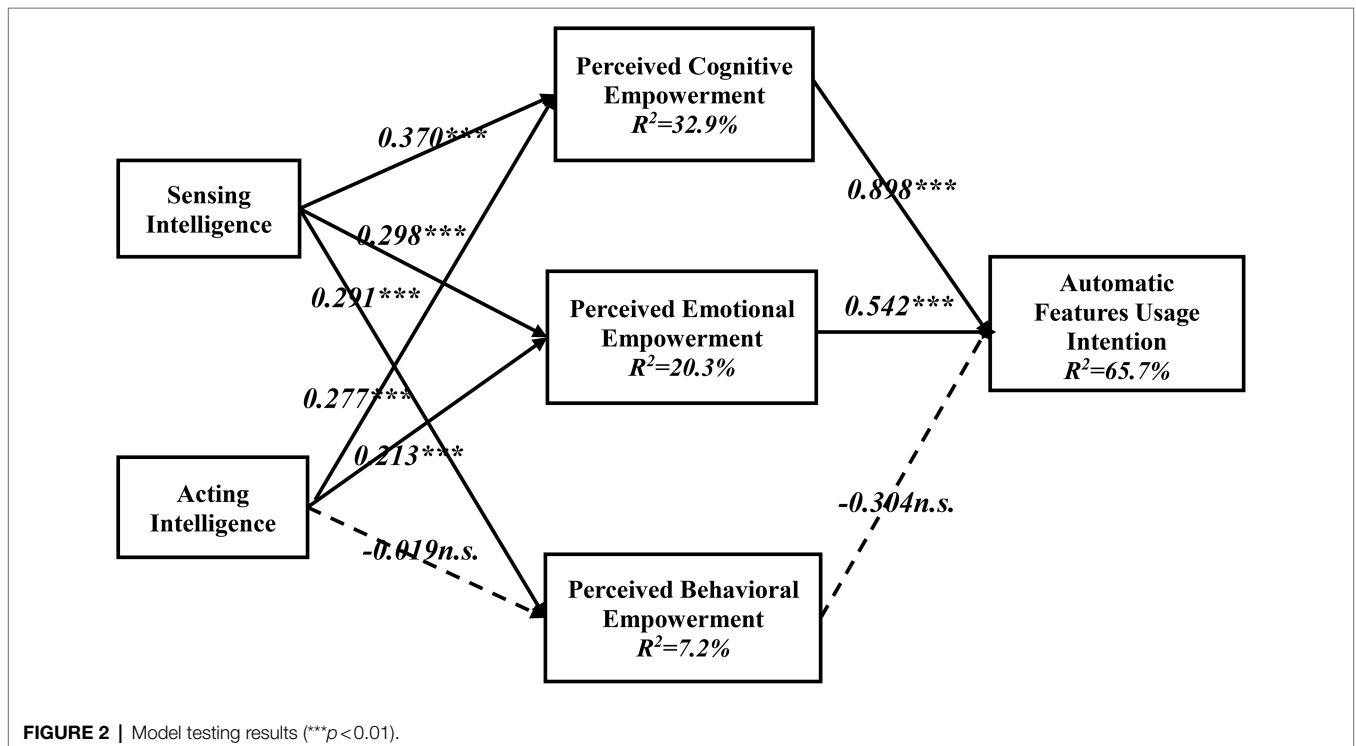 Perceived Cognitive
Empowerment
R²=32.9%
0.370***
Sensing
Intelligence
0.898***
0.298***
0.291***
Perceived Emotional
Empowerment
R²=20.3%
0.542***
Automatic
Features Usage
Intention
R²=65.7%
0.277***
0.213***
Acting
Intelligence
-0.019n.s.
-0.304n.s.
Perceived Behavioral
Empowerment
R²=7.2%
FIGURE 2 | Model testing results (***p<0.01).